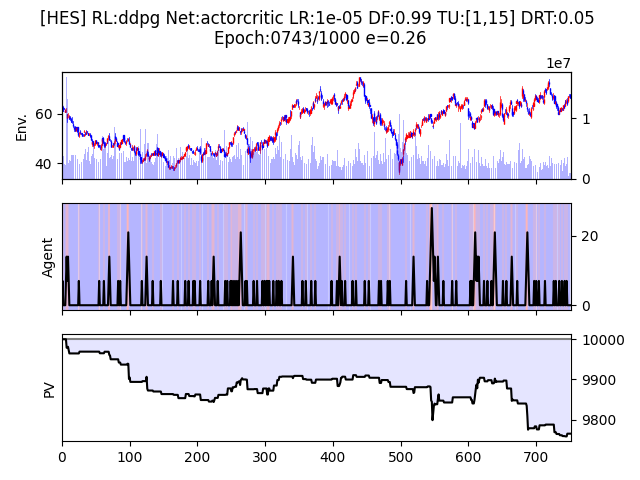 [HES] RL:ddpg Net:actorcritic LR:1e-05 DF:0.99 TU:[1,15] DRT:0.05
Epoch:0743/1000 e=0.26
1e7
Env.
60
40
1
0
Agent
20
0
PV
10000
9900
9800
0 100 200 300 400 500 600 700